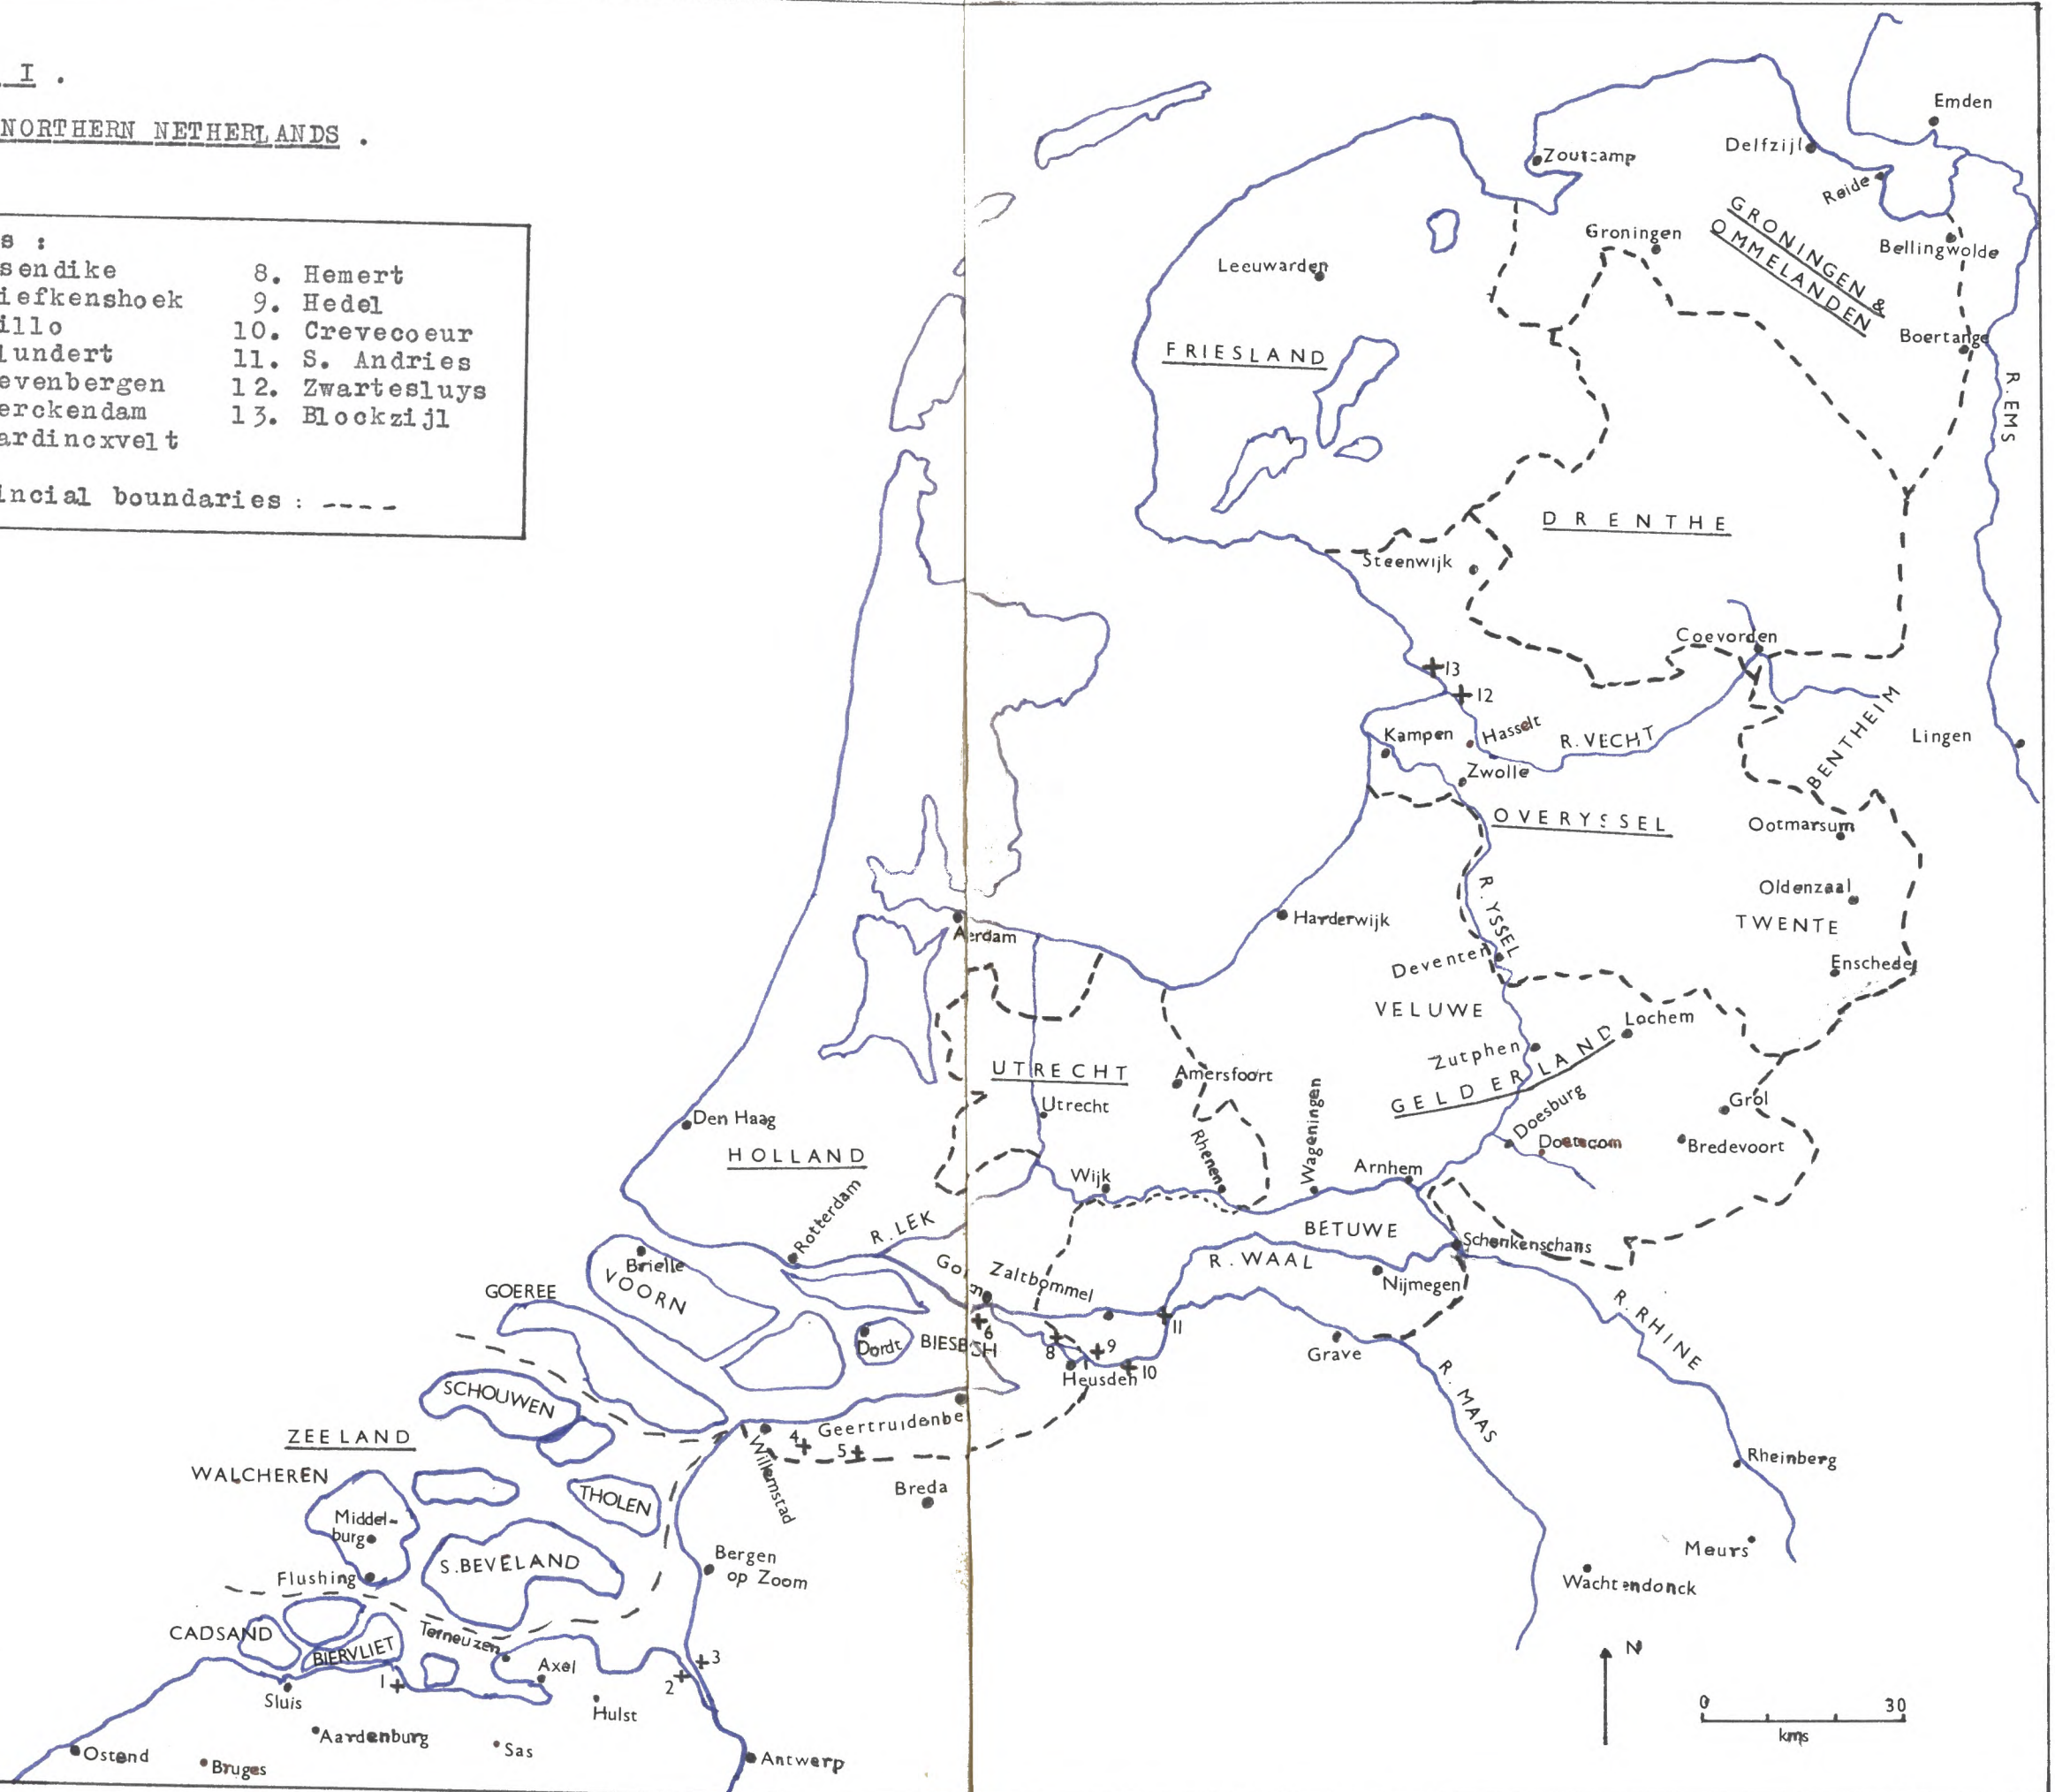 I .
NORTHERN NETHERLANDS .
s :
sendike
iefkenshoek
illo
lundert
evenbergen
erckendam
ardincxvelt
8. Hemert
9. Hedel
10. Crevecoeur
11. S. Andries
12. Zwartesluys
13. Blockzijl
incial boundaries : ----
Emden
Delfzijl
Zoutcamp
Reide
GRONINGEN &
OMMELANDEN
Groningen
Bellingwolde
Leeuwarden
Boertange
FRIESLAND
R. EMS
DRENTHE
Steenwijk
Coevorden
13
12
Kampen
Hasselt
R. VECHT
BENTHEIM
Lingen
Zwolle
OVERYSSEL
Ootmarsum
R. YSSEL
Oldenzaal
TWENTE
Harderwijk
Aerdam
Deventer
Enschede
VELUWE
Lochem
Zutphen
GELDERLAND
UTRECHT
Amersfoort
Utrecht
Wageningen
Doesburg
Grol
Den Haag
Doetecom
Bredevoort
HOLLAND
Rhenen
Arnhem
Wijk
Rotterdam
R. LEK
BETUWE
Schenkenschans
R. WAAL
Brielle
VOORN
Go
m
Zaltbommel
Nijmegen
GOEREE
R. RHINE
11
6
Dordt
BIESBSH
8
9
10
Grave
Heusden
R. MAAS
SCHOUWEN
Geertruidenbe
4
5
Willemstad
ZEELAND
WALCHEREN
Rheinberg
THOLEN
Breda
Middel-
burg
Meurs
S. BEVELAND
Bergen
op Zoom
Flushing
Wachtendonck
CADSAND
BIERVLIET
Terneuzen
Axel
3
2
1
N
Sluis
Hulst
0 30
kms
Aardenburg
Sas
Ostend
Bruges
Antwerp